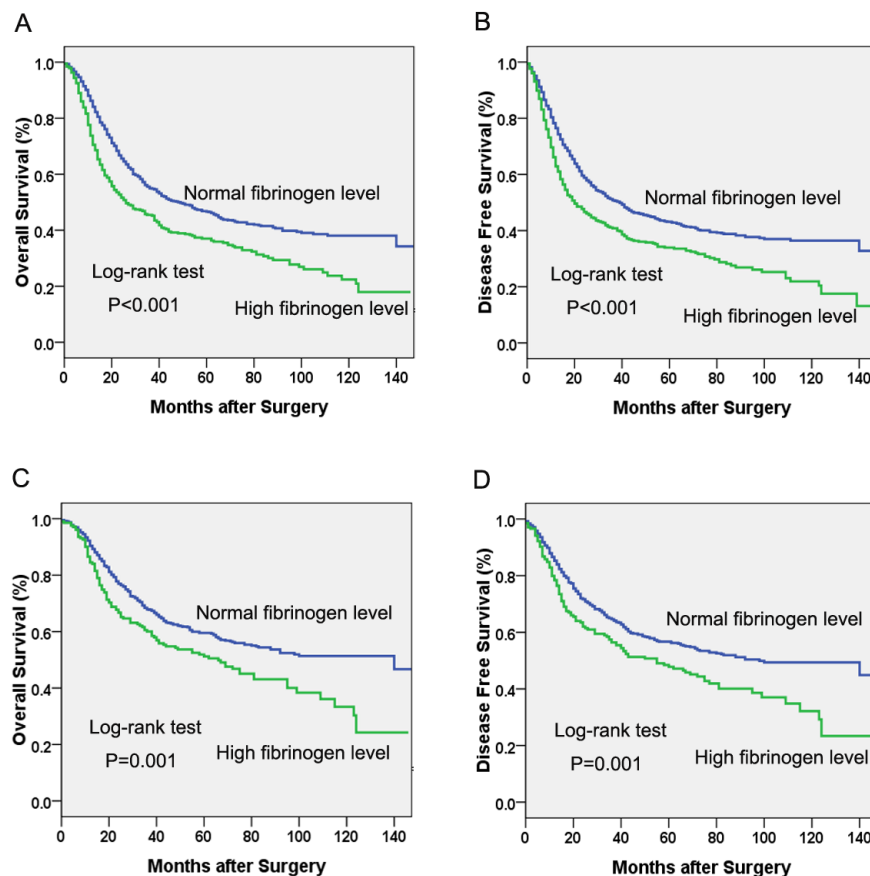 A
Overall Survival (%)
1.0
0.8
0.6
0.4
0.2
0.0
Normal fibrinogen level
Log-rank test
P<0.001
High fibrinogen level
0 20 40 60 80 100 120 140
Months after Surgery
B
Disease Free Survival (%)
1.0
0.8
0.6
0.4
0.2
0.0
Normal fibrinogen level
Log-rank test
P<0.001
High fibrinogen level
0 20 40 60 80 100 120 140
Months after Surgery
C
Overall Survival (%)
1.0
0.8
0.6
0.4
0.2
0.0
Normal fibrinogen level
Log-rank test
P=0.001
High fibrinogen level
0 20 40 60 80 100 120 140
Months after Surgery
D
Disease Free Survival (%)
1.0
0.8
0.6
0.4
0.2
0.0
Normal fibrinogen level
Log-rank test
P=0.001
High fibrinogen level
0 20 40 60 80 100 120 140
Months after Surgery